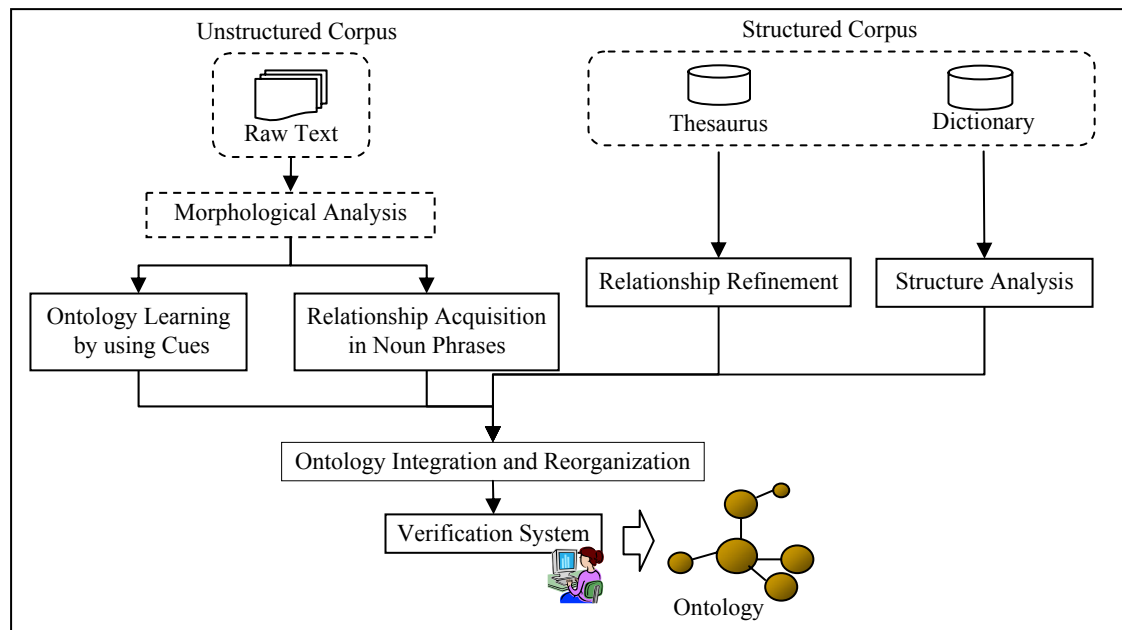 Unstructured Corpus
Structured Corpus
Raw Text
Thesaurus
Dictionary
Morphological Analysis
Ontology Learning
by using Cues
Relationship Acquisition
in Noun Phrases
Relationship Refinement
Structure Analysis
Ontology Integration and Reorganization
Verification System
Ontology